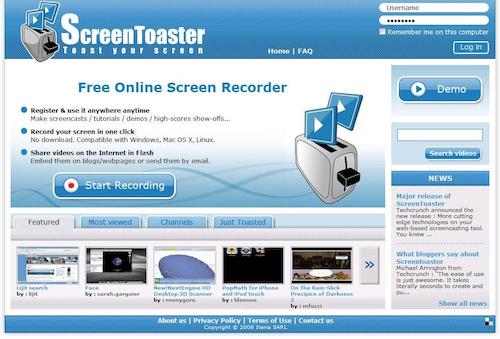 ScreenToaster
Toast your screen
Home | FAQ
Username
••••••••
Remember me on this computer
Log in
Free Online Screen Recorder
Register & use it anywhere anytime
Make screencasts / tutorials / demos / high-scores show-offs...
Record your screen in one click
No download. Compatible with Windows, Mac OS X, Linux.
Share videos on the Internet in Flash
Embed them on blogs/webpages or send them by email.
Start Recording
Demo
Search videos
NEWS
Major release of
ScreenToaster
Techcrunch announced the
new release : More cutting
edge technologies on your
web-based screencasting tool.
You knew ...
What bloggers say about
Screentoaster
Michael Arrington from
Techcrunch : "The ease of use
is just awesome. It takes
literally seconds to create and
pu...
Show all news
Featured
Most viewed
Channels
Just Toasted
Lijit search
by : lijit
Face
by : sarah.garguier
New!NextEngine HD
Desktop 3D Scanner
by : ronnyguru
PopMath for iPhone
and iPod touch
by : ldenoue
On The Rain-Slick
Precipice of Darkness
2
by : mfucci
»
About us | Privacy Policy | Terms of Use | Contact us
Copyright © 2008 Iteria SARL